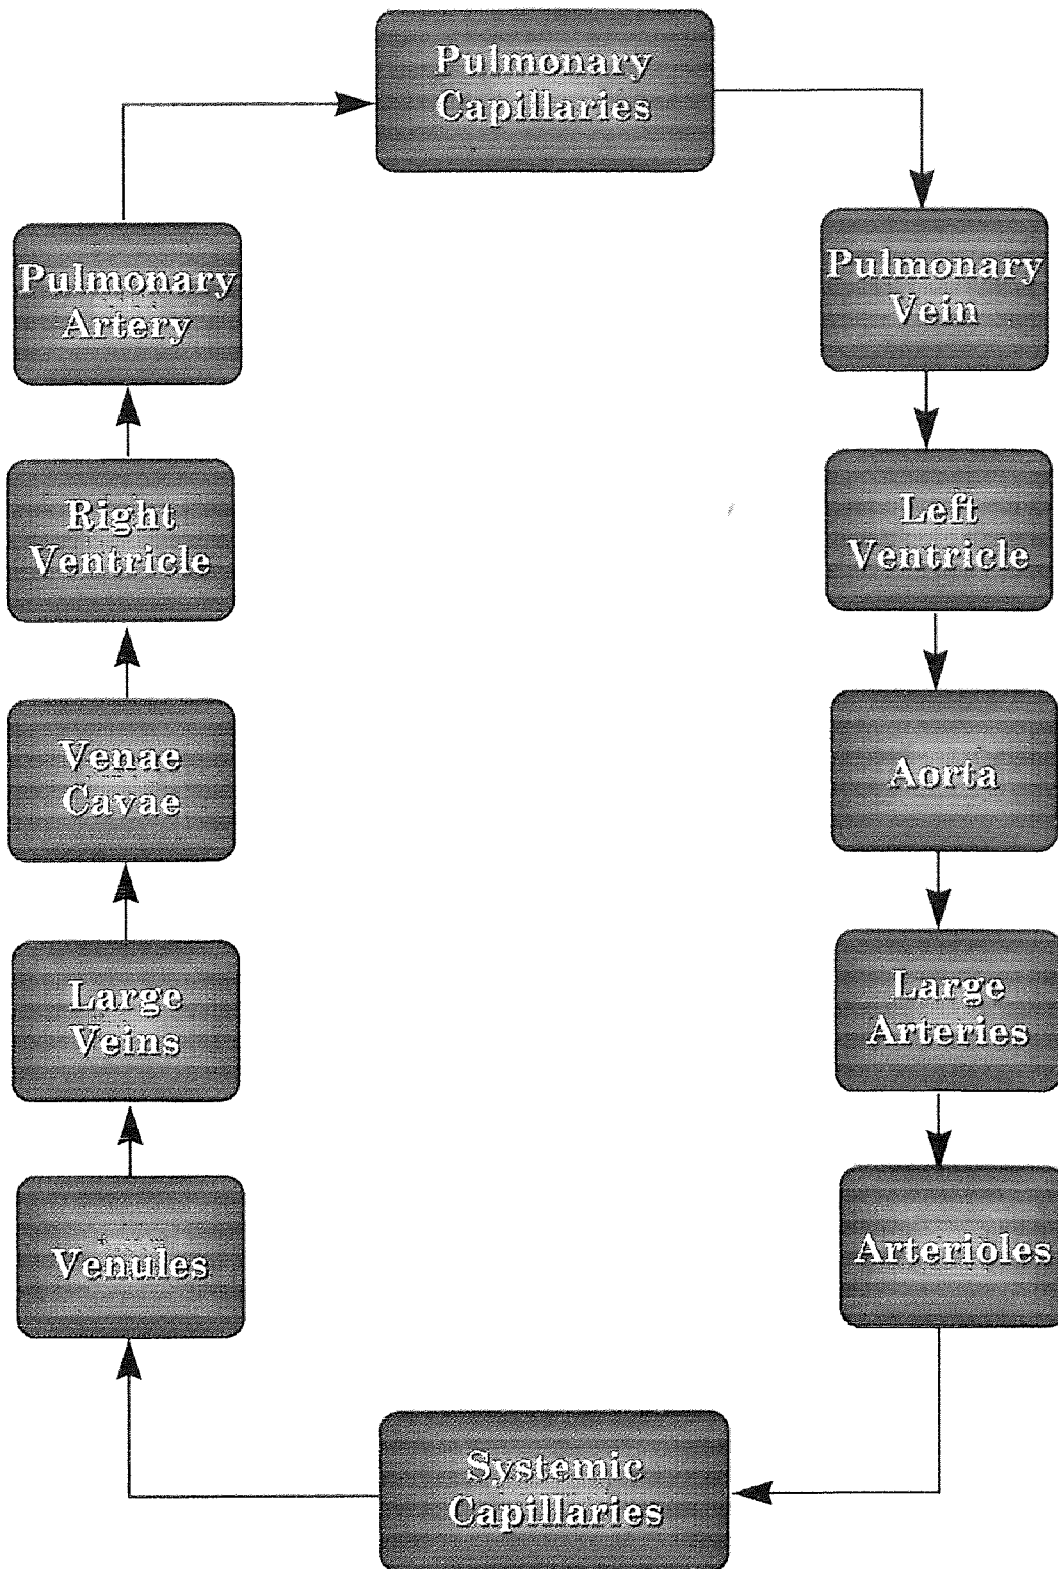 Pulmonary
Capillaries
Pulmonary
Artery
Pulmonary
Vein
Right
Ventricle
Left
Ventricle
Venae
Cavae
Aorta
Large
Veins
Large
Arteries
Venules
Arterioles
Systemic
Capillaries